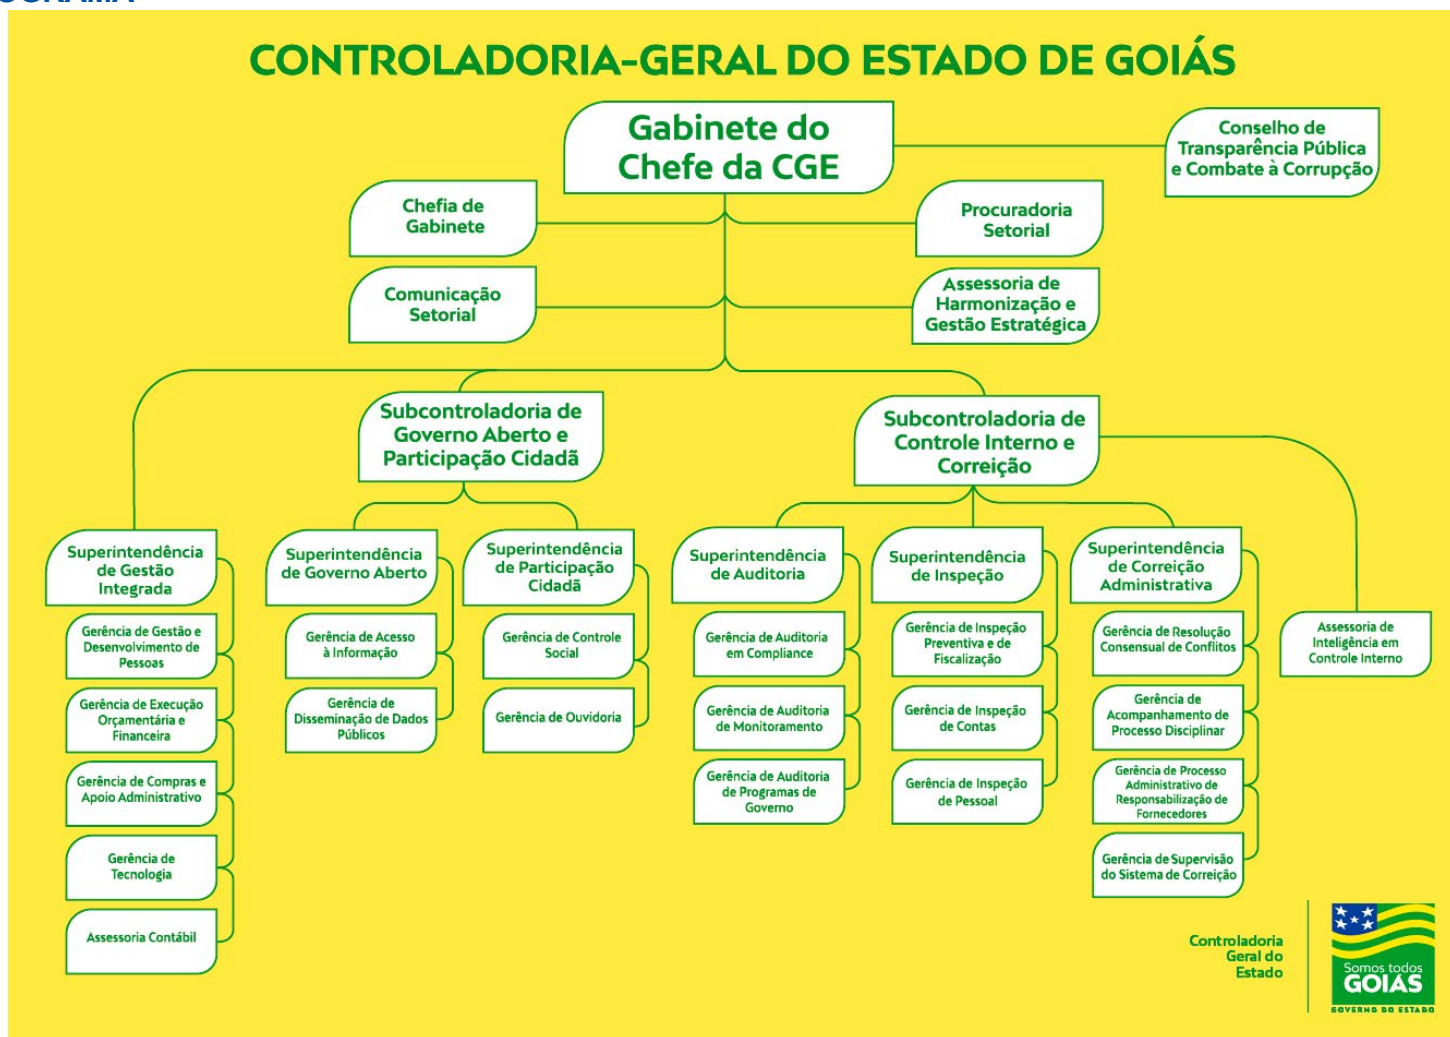 CONTROLADORIA-GERAL DO ESTADO DE GOIÁS
Gabinete do
Chefe da CGE
Conselho de
Transparência Pública
e Combate à Corrupção
Chefia de
Gabinete
Procuradoria
Setorial
Comunicação
Setorial
Assessoria de
Harmonização e
Gestão Estratégica
Subcontroladoria de
Governo Aberto e
Participação Cidadã
Subcontroladoria de
Controle Interno e
Correição
Superintendência
de Gestão
Integrada
Gerência de Gestão e
Desenvolvimento de
Pessoas
Gerência de Execução
Orçamentária e
Financeira
Gerência de Compras e
Apoio Administrativo
Gerência de
Tecnologia
Assessoria Contábil
Superintendência
de Governo Aberto
Gerência de Acesso
à Informação
Gerência de
Disseminação de Dados
Públicos
Superintendência
de Participação
Cidadã
Gerência de Controle
Social
Gerência de Ouvidoria
Superintendência
de Auditoria
Gerência de Auditoria
em Compliance
Gerência de Auditoria
de Monitoramento
Gerência de Auditoria
de Programas de
Governo
Superintendência
de Inspeção
Gerência de Inspeção
Preventiva e de
Fiscalização
Gerência de Inspeção
de Contas
Gerência de Inspeção
de Pessoal
Superintendência
de Correição
Administrativa
Gerência de Resolução
Consensual de Conflitos
Gerência de
Acompanhamento de
Processo Disciplinar
Gerência de Processo
Administrativo de
Responsabilização de
Fornecedores
Gerência de Supervisão
do Sistema de Correição
Assessoria de
Inteligência em
Controle Interno
Controladoria
Geral do
Estado
Somos todos
GOIÁS
GOVERNO DO ESTADO